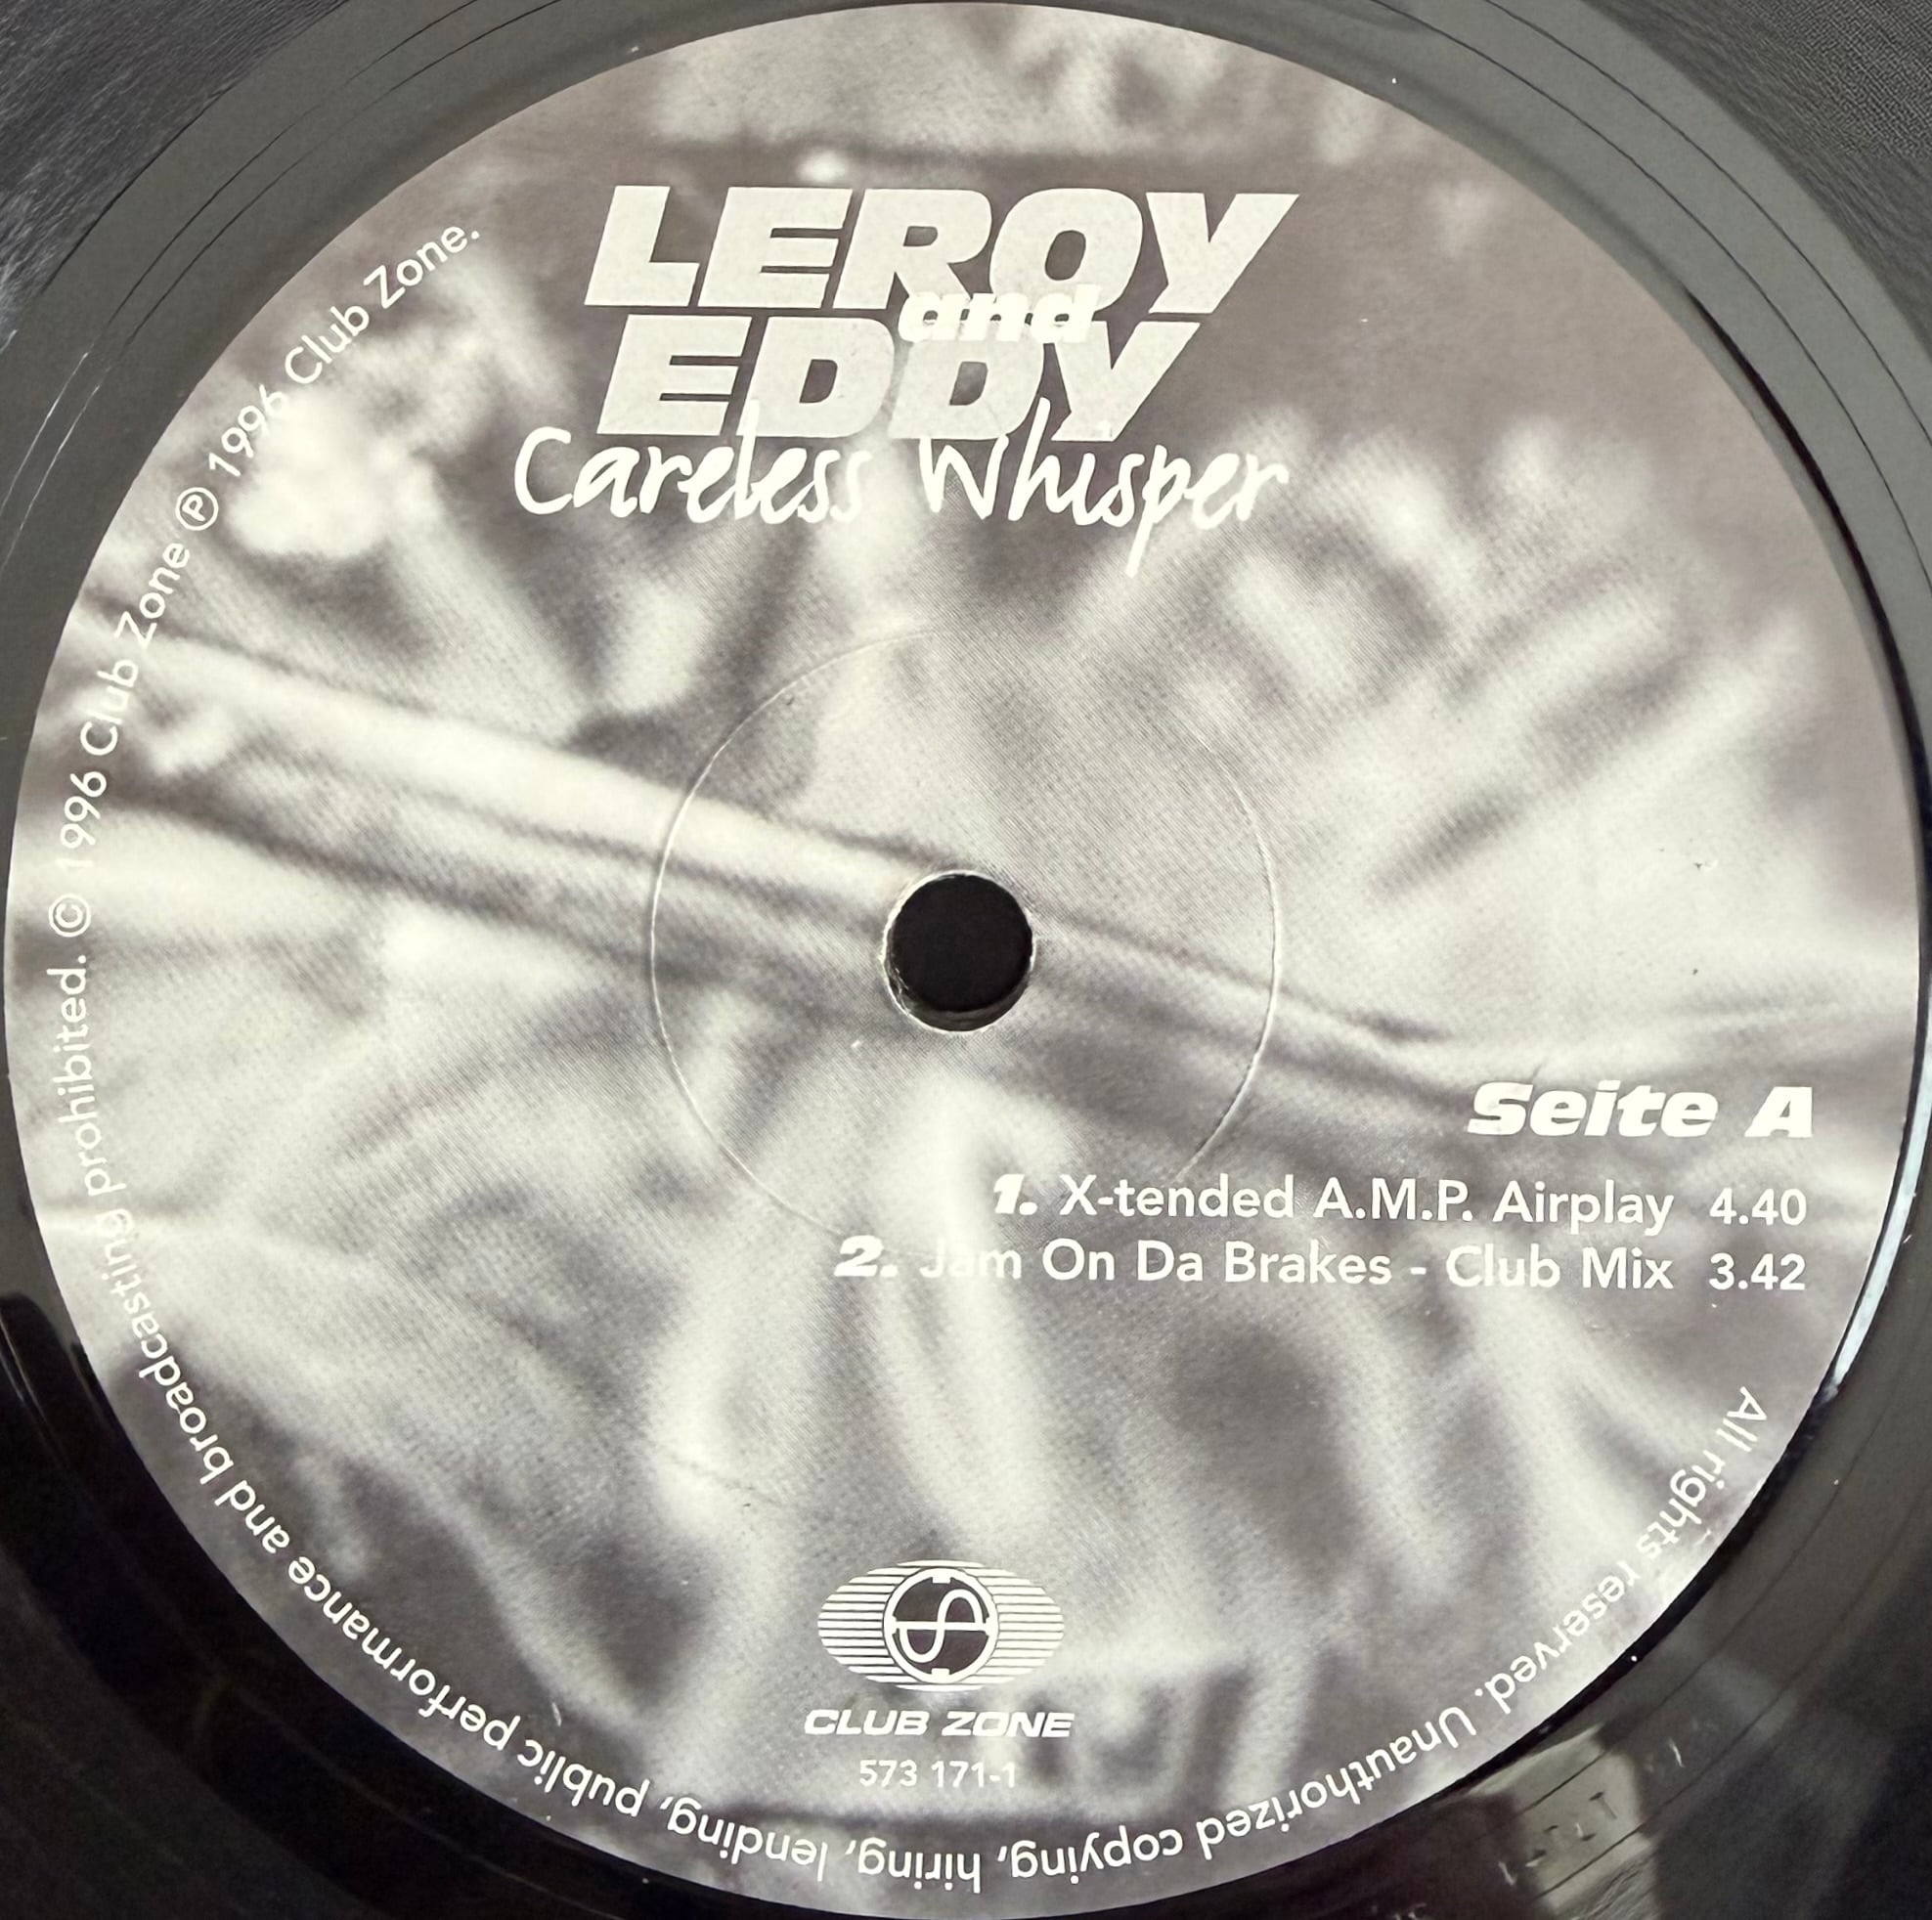 LEROY
and
EDDY
Careless Whisper
Seite A
1. X-tended A.M.P. Airplay 4.40
2. Jam On Da Brakes - Club Mix 3.42
CLUB ZONE
573 171-1
All rights reserved. Unauthorized copying, hiring, lending, public performance and broadcasting prohibited. © 1996 Club Zone ℗ 1996 Club Zone.